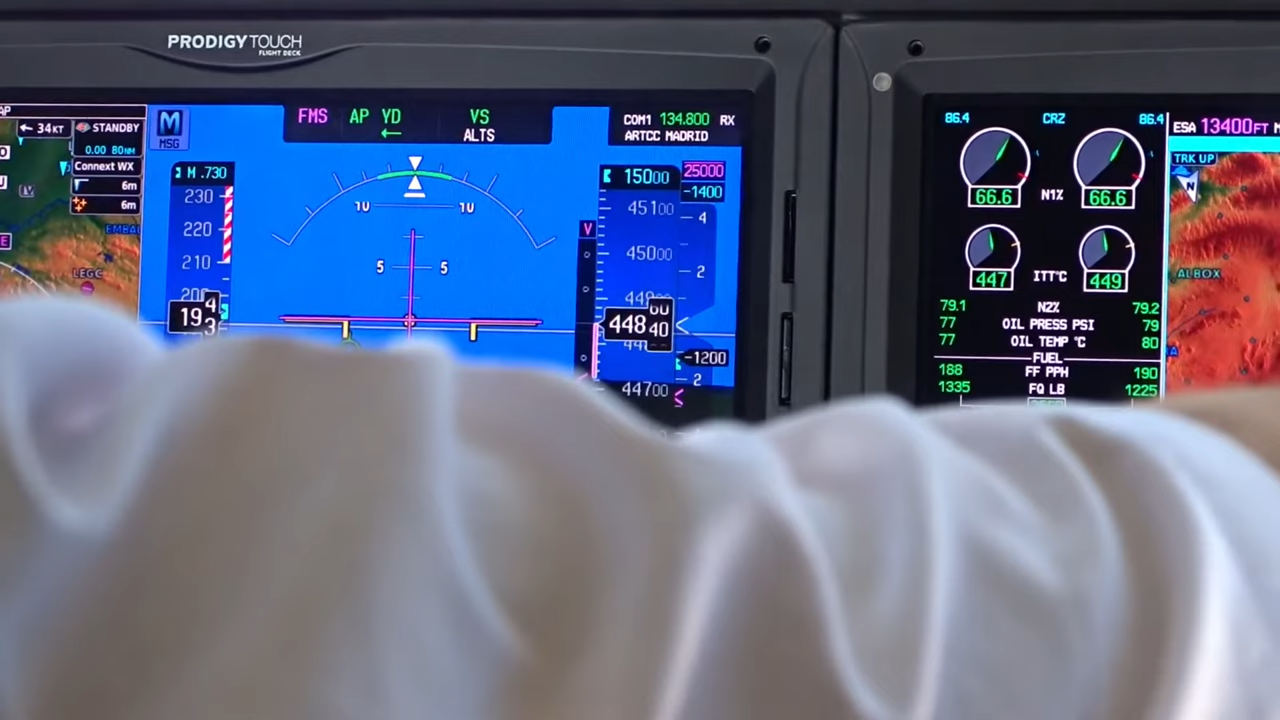 PRODIGY TOUCH
FLIGHT DECK
AP
34KT
STANDBY
0.00 80NM
Connext WX
6m
6m
LEGC
M
MSG
FMS AP YD VS
ALTS
COM1 134.800 RX
ARTCC MADRID
M .730
230
220
210
15000
25000
-1400
45100
45000
44700
4
2
2
-1200
10 10
5 5
V
86.4 CRZ 86.4
66.6 N1% 66.6
447 ITT°C 449
79.1 N2% 79.2
77 OIL PRESS PSI 79
77 OIL TEMP °C 80
FUEL
188 FF PPH 190
1335 FQ LB 1225
ESA 13400FT
TRK UP
N
ALBOX